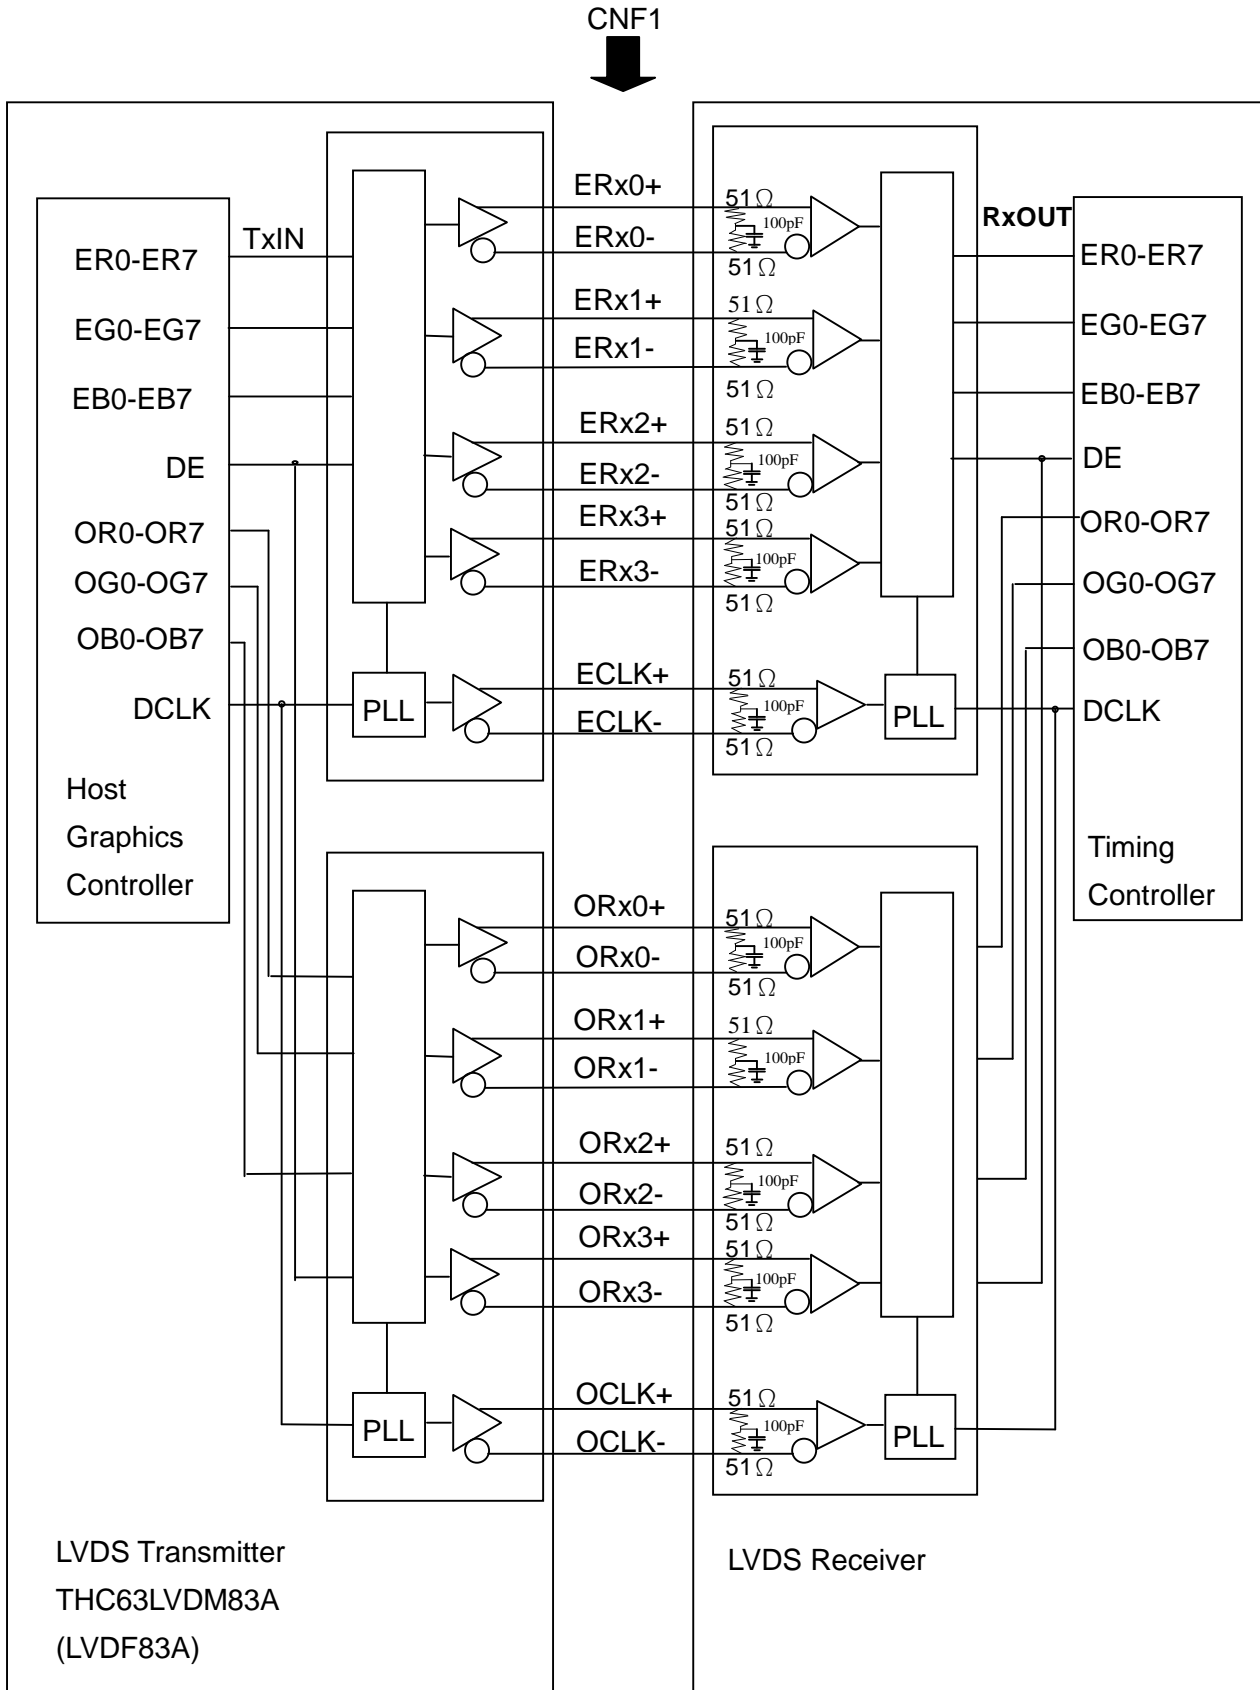 CNF1
TxIN
ER0-ER7
EG0-EG7
EB0-EB7
DE
OR0-OR7
OG0-OG7
OB0-OB7
DCLK
Host
Graphics
Controller
PLL
ERx0+
ERx0-
ERx1+
ERx1-
ERx2+
ERx2-
ERx3+
ERx3-
ECLK+
ECLK-
51Ω
100pF
51Ω
51Ω
100pF
51Ω
51Ω
100pF
51Ω
51Ω
100pF
51Ω
51Ω
100pF
51Ω
PLL
RxOUT
ER0-ER7
EG0-EG7
EB0-EB7
DE
OR0-OR7
OG0-OG7
OB0-OB7
DCLK
Timing
Controller
PLL
ORx0+
ORx0-
ORx1+
ORx1-
ORx2+
ORx2-
ORx3+
ORx3-
OCLK+
OCLK-
51Ω
100pF
51Ω
51Ω
100pF
51Ω
100pF
51Ω
51Ω
100pF
51Ω
51Ω
100pF
51Ω
PLL
LVDS Transmitter
THC63LVDM83A
(LVDF83A)
LVDS Receiver